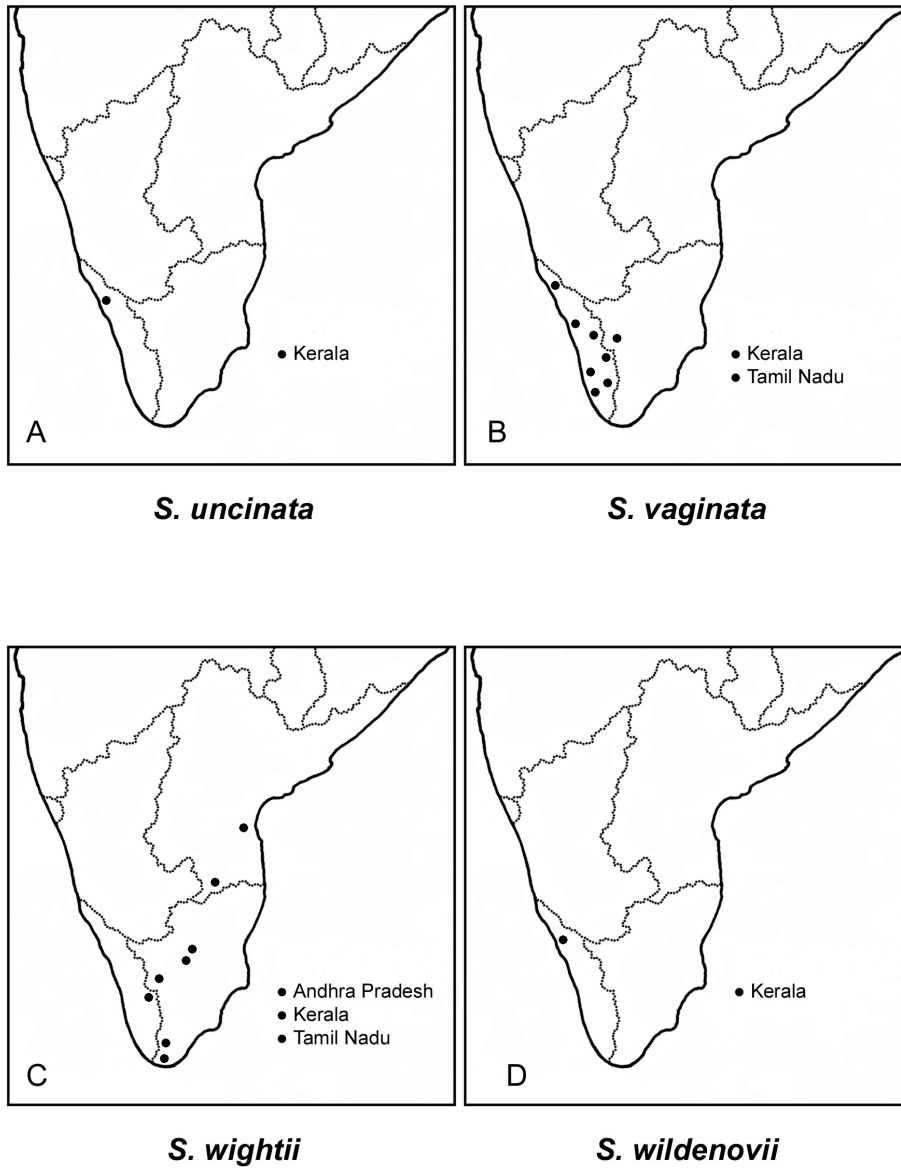 Kerala
A
S. uncinata
Kerala
Tamil Nadu
B
S. vaginata
Andhra Pradesh
Kerala
Tamil Nadu
C
S. wightii
Kerala
D
S. wildenovii